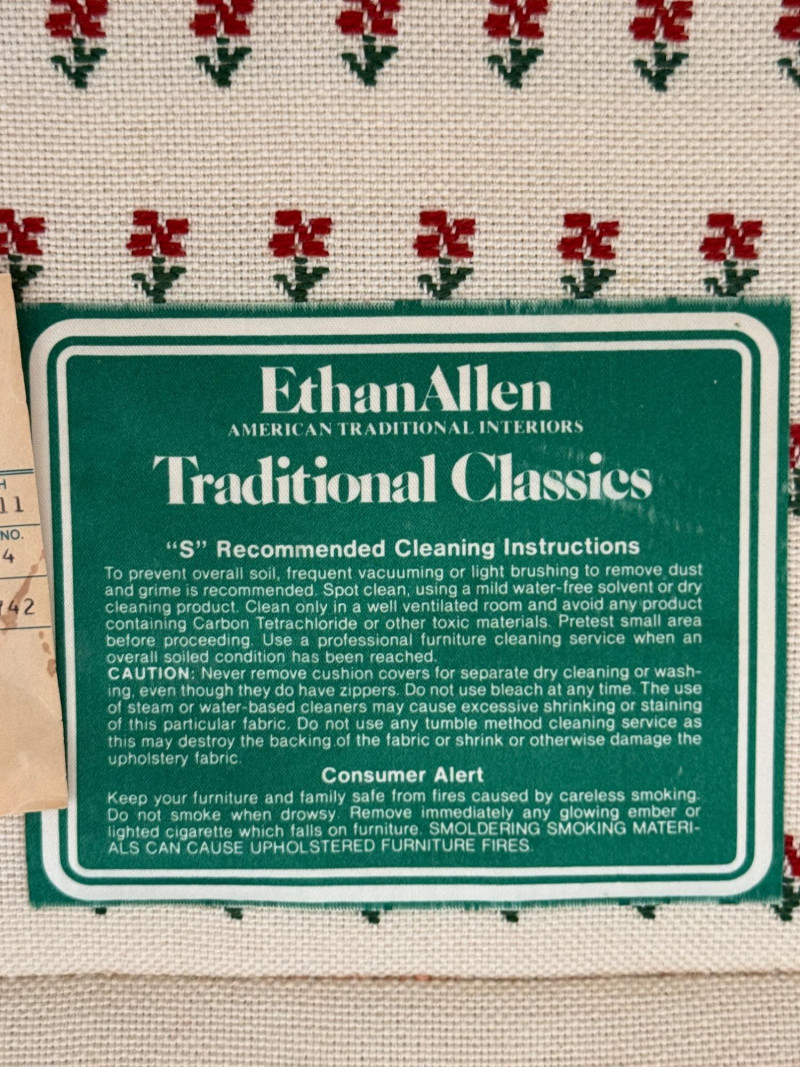 EthanAllen
AMERICAN TRADITIONAL INTERIORS
Traditional Classics
“S” Recommended Cleaning Instructions
To prevent overall soil, frequent vacuuming or light brushing to remove dust
and grime is recommended. Spot clean, using a mild water-free solvent or dry
cleaning product. Clean only in a well ventilated room and avoid any product
containing Carbon Tetrachloride or other toxic materials. Pretest small area
before proceeding. Use a professional furniture cleaning service when an
overall soiled condition has been reached.
CAUTION: Never remove cushion covers for separate dry cleaning or wash-
ing, even though they do have zippers. Do not use bleach at any time. The use
of steam or water-based cleaners may cause excessive shrinking or staining
of this particular fabric. Do not use any tumble method cleaning service as
this may destroy the backing of the fabric or shrink or otherwise damage the
upholstery fabric.
Consumer Alert
Keep your furniture and family safe from fires caused by careless smoking.
Do not smoke when drowsy. Remove immediately any glowing ember or
lighted cigarette which falls on furniture. SMOLDERING SMOKING MATERI-
ALS CAN CAUSE UPHOLSTERED FURNITURE FIRES.
H
11
NO.
4
742